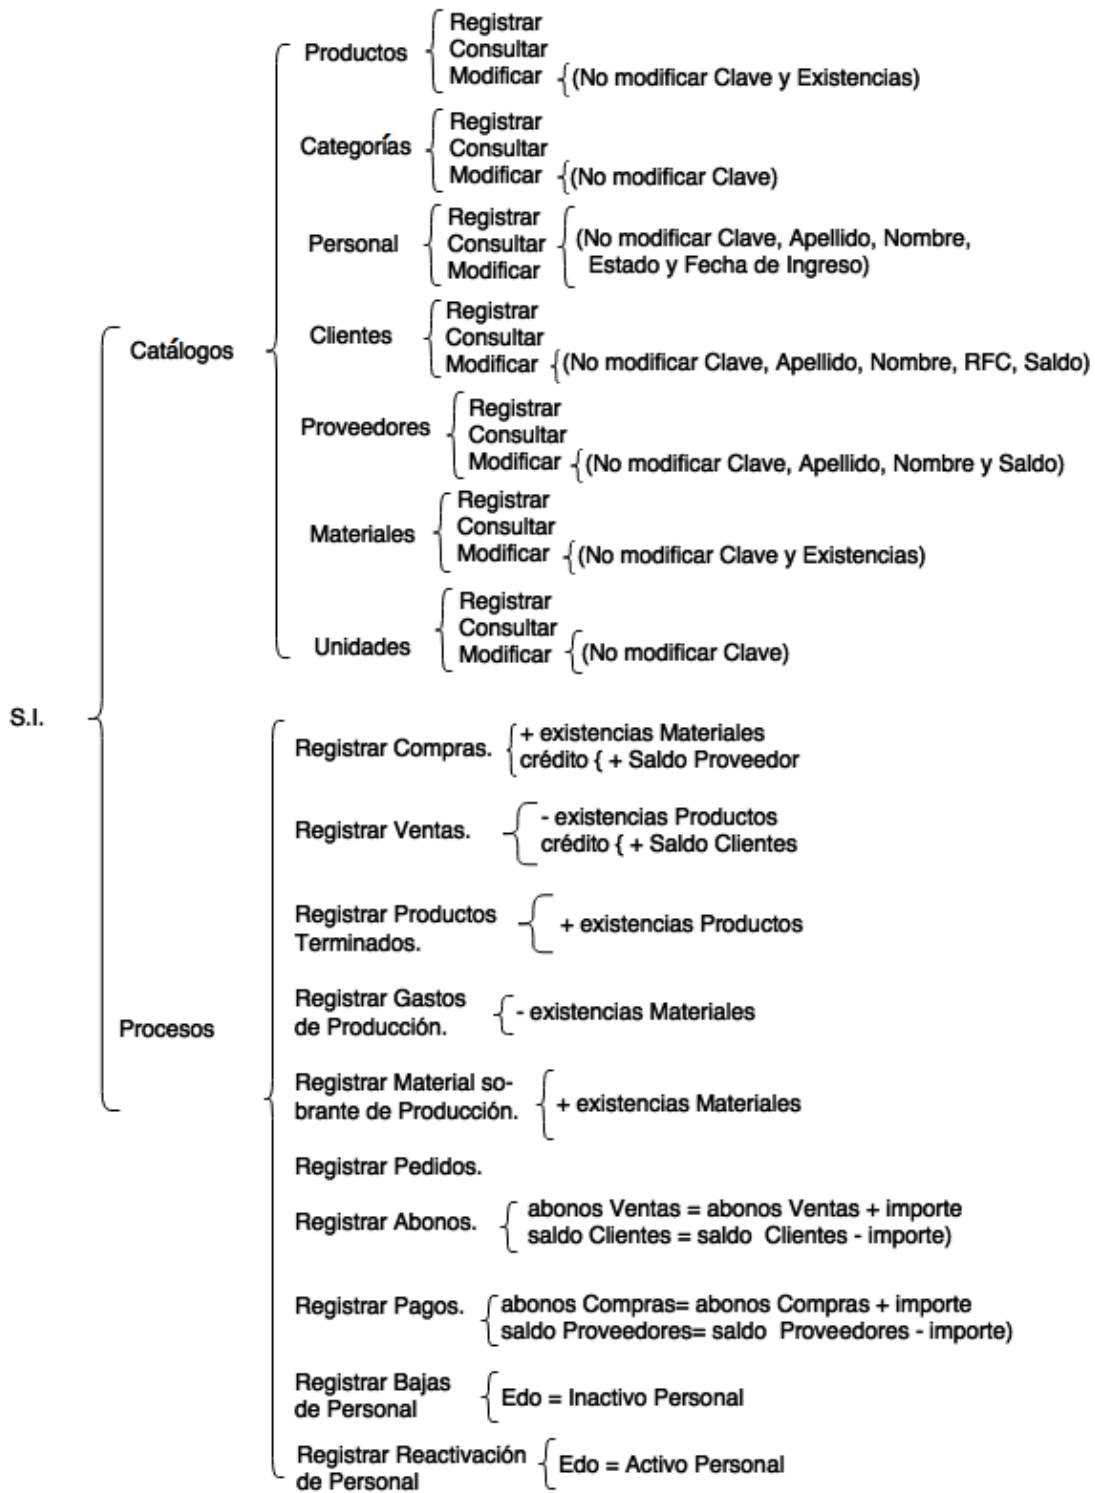 S.I.
Catálogos
Productos
Registrar
Consultar
Modificar
(No modificar Clave y Existencias)
Categorías
Registrar
Consultar
Modificar
(No modificar Clave)
Personal
Registrar
Consultar
Modificar
(No modificar Clave, Apellido, Nombre,
Estado y Fecha de Ingreso)
Clientes
Registrar
Consultar
Modificar
(No modificar Clave, Apellido, Nombre, RFC, Saldo)
Proveedores
Registrar
Consultar
Modificar
(No modificar Clave, Apellido, Nombre y Saldo)
Materiales
Registrar
Consultar
Modificar
(No modificar Clave y Existencias)
Unidades
Registrar
Consultar
Modificar
(No modificar Clave)
Procesos
Registrar Compras.
+ existencias Materiales
crédito { + Saldo Proveedor
Registrar Ventas.
- existencias Productos
crédito { + Saldo Clientes
Registrar Productos
Terminados.
+ existencias Productos
Registrar Gastos
de Producción.
- existencias Materiales
Registrar Material so-
brante de Producción.
+ existencias Materiales
Registrar Pedidos.
Registrar Abonos.
abonos Ventas = abonos Ventas + importe
saldo Clientes = saldo Clientes - importe)
Registrar Pagos.
abonos Compras= abonos Compras + importe
saldo Proveedores= saldo Proveedores - importe)
Registrar Bajas
de Personal
Edo = Inactivo Personal
Registrar Reactivación
de Personal
Edo = Activo Personal